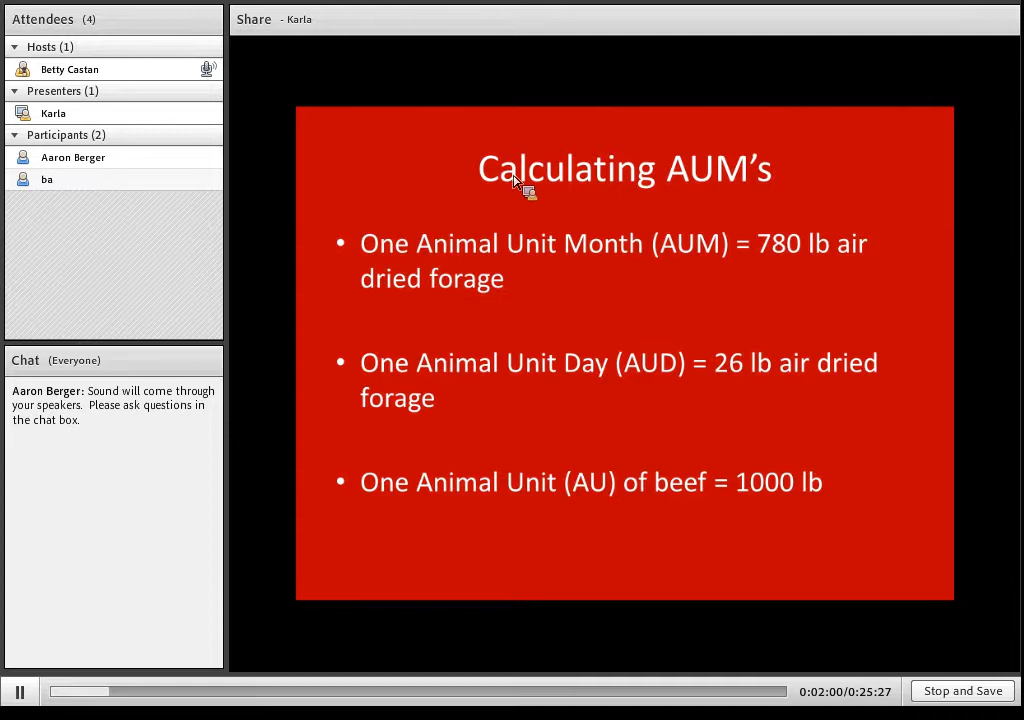 Attendees (4)
Hosts (1)
Betty Castan
Presenters (1)
Karla
Participants (2)
Aaron Berger
ba
Chat (Everyone)
Aaron Berger: Sound will come through
your speakers. Please ask questions in
the chat box.
Share - Karla
Calculating AUM’s
• One Animal Unit Month (AUM) = 780 lb air
dried forage
• One Animal Unit Day (AUD) = 26 lb air dried
forage
• One Animal Unit (AU) of beef = 1000 lb
0:02:00/0:25:27
Stop and Save